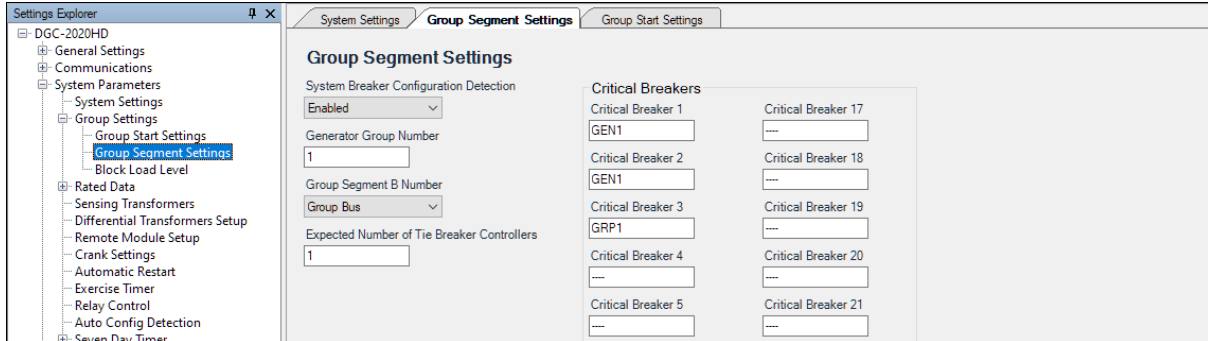 Settings Explorer
DGC-2020HD
General Settings
Communications
System Parameters
System Settings
Group Settings
Group Start Settings
Group Segment Settings
Block Load Level
Rated Data
Sensing Transformers
Differential Transformers Setup
Remote Module Setup
Crank Settings
Automatic Restart
Exercise Timer
Relay Control
Auto Config Detection
Seven Day Timer
System Settings
Group Segment Settings
Group Start Settings
Group Segment Settings
System Breaker Configuration Detection
Enabled
Generator Group Number
1
Group Segment B Number
Group Bus
Expected Number of Tie Breaker Controllers
1
Critical Breakers
Critical Breaker 1
GEN1
Critical Breaker 2
GEN1
Critical Breaker 3
GRP1
Critical Breaker 4
----
Critical Breaker 5
----
Critical Breaker 17
----
Critical Breaker 18
----
Critical Breaker 19
----
Critical Breaker 20
----
Critical Breaker 21
----